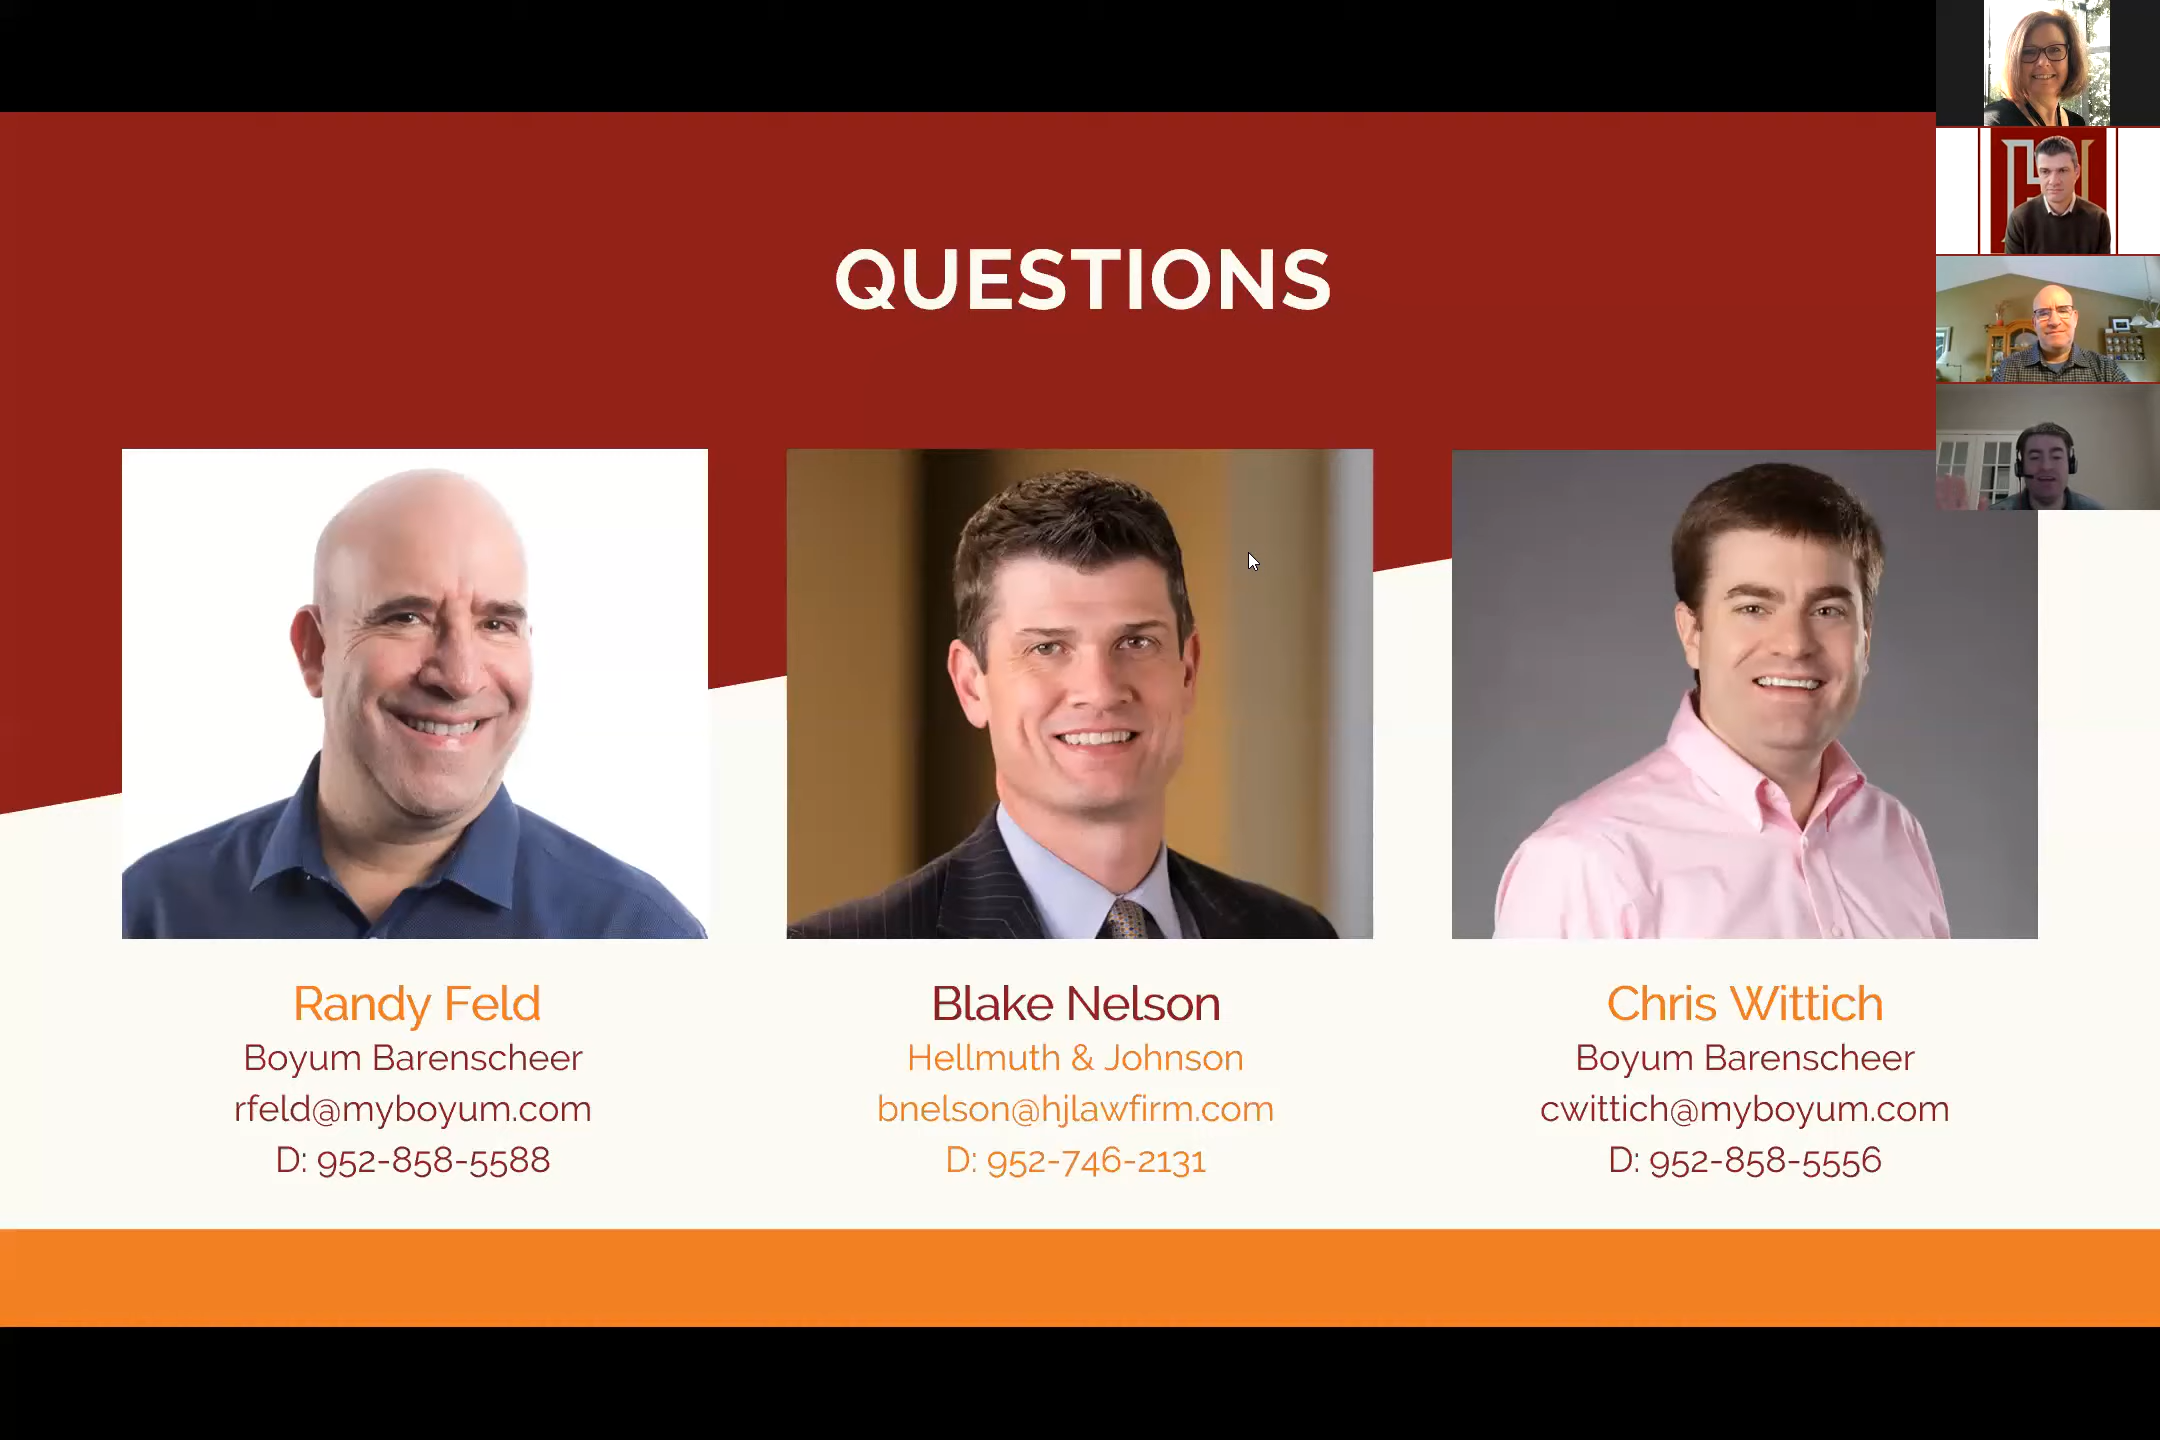 QUESTIONS
Randy Feld
Boyum Barenscheer
rfeld@myboyum.com
D: 952-858-5588
Blake Nelson
Hellmuth & Johnson
bnelson@hjlawfirm.com
D: 952-746-2131
Chris Wittich
Boyum Barenscheer
cwittich@myboyum.com
D: 952-858-5556